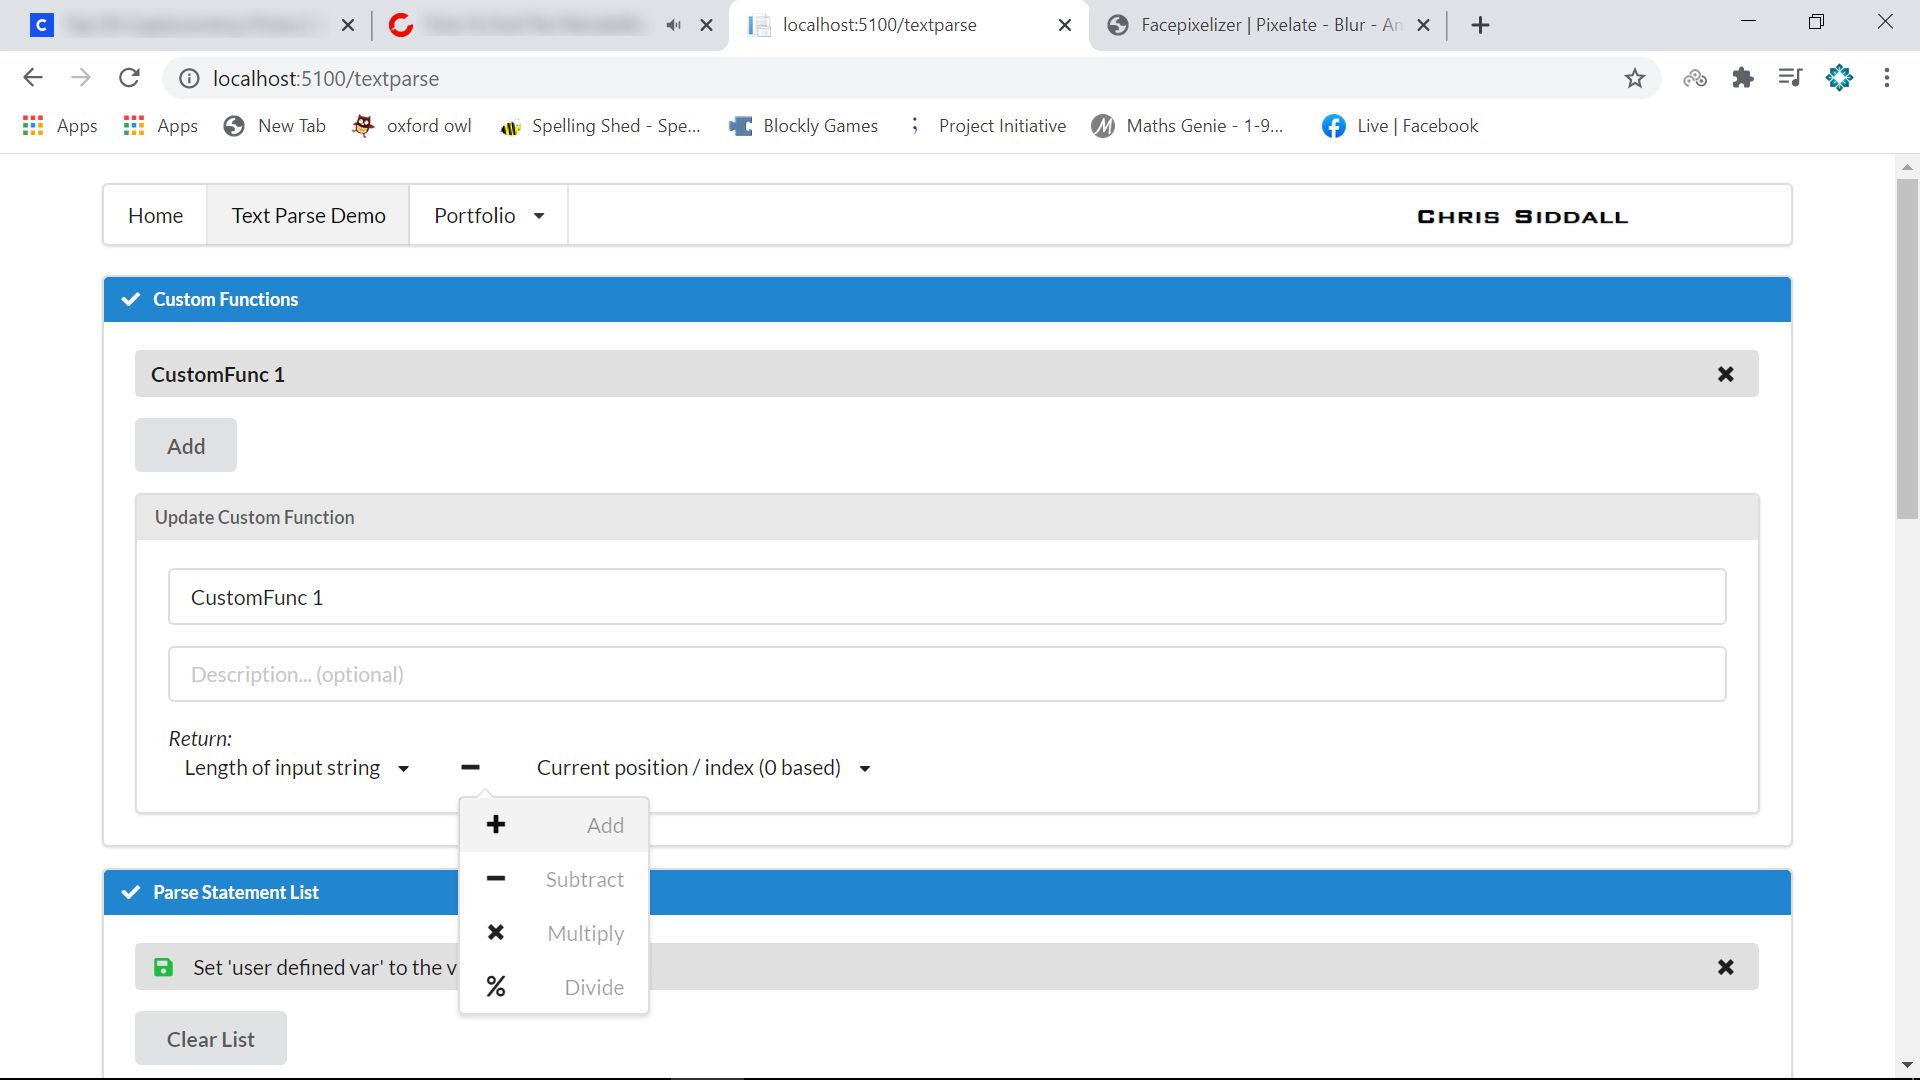 localhost:5100/textparse
Facepixelizer | Pixelate - Blur - An
localhost:5100/textparse
Apps
Apps
New Tab
oxford owl
Spelling Shed - Spe...
Blockly Games
Project Initiative
Maths Genie - 1-9...
Live | Facebook
Home
Text Parse Demo
Portfolio
Chris Siddall
Custom Functions
CustomFunc 1
Add
Update Custom Function
CustomFunc 1
Description... (optional)
Return:
Length of input string
Current position / index (0 based)
Add
Subtract
Multiply
Divide
Parse Statement List
Set 'user defined var' to the v
Clear List